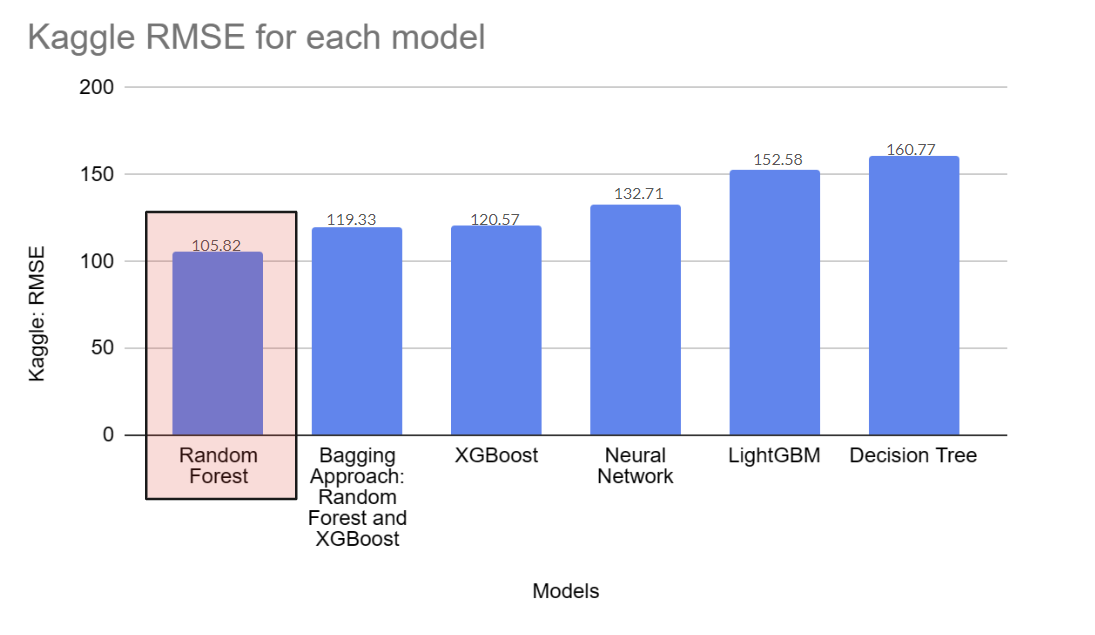 Kaggle RMSE for each model
200
150
100
50
0
Kaggle: RMSE
105.82
119.33
120.57
132.71
152.58
160.77
Random
Forest
Bagging
Approach:
Random
Forest and
XGBoost
XGBoost
Neural
Network
LightGBM
Decision Tree
Models